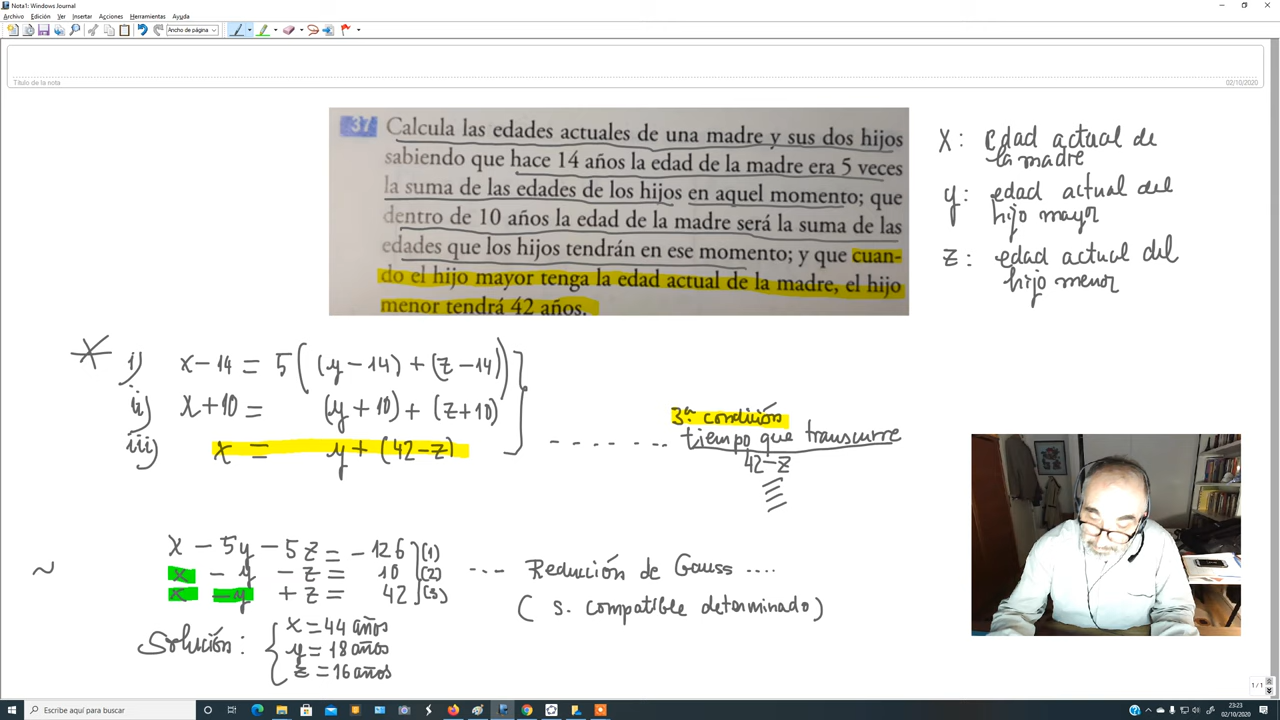 Nota1: Windows Journal
Archivo Edición Ver Insertar Acciones Herramientas Ayuda
Ancho de página
Título de la nota
02/10/2020
37 Calcula las edades actuales de una madre y sus dos hijos
sabiendo que hace 14 años la edad de la madre era 5 veces
la suma de las edades de los hijos en aquel momento; que
dentro de 10 años la edad de la madre será la suma de las
edades que los hijos tendrán en ese momento; y que cuan-
do el hijo mayor tenga la edad actual de la madre, el hijo
menor tendrá 42 años.
X: edad actual de
la madre
y: edad actual del
hijo mayor
z: edad actual del
hijo menor
i) x-14 = 5((y-14)+(z-14))
ii) x+10 = (y+10)+(z+10)
iii) x = y+(42-z)
3ª condición
tiempo que transcurre
42-z
~ x - 5y - 5z = -126 (1)
x - y - z = 10 (2)
x - y + z = 42 (3)
... Redución de Gauss ....
( s. compatible determinado)
Solución: x = 44 años
y = 18 años
z = 16 años
1/1
Escribe aquí para buscar
23:23
02/10/2020